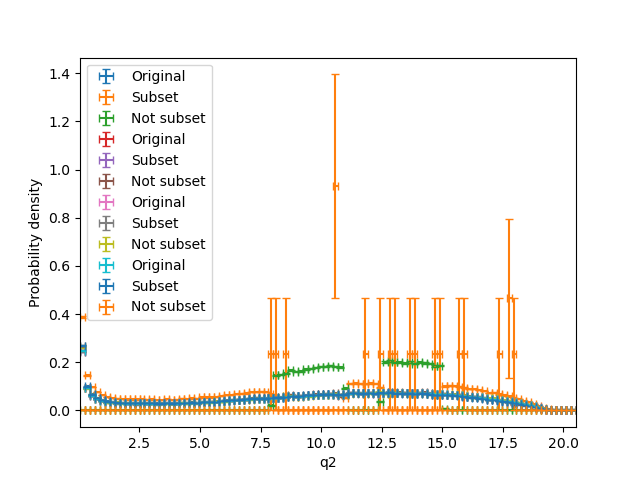 1.4
1.2
1.0
0.8
0.6
0.4
0.2
0.0
Probability density
Original
Subset
Not subset
Original
Subset
Not subset
Original
Subset
Not subset
Original
Subset
Not subset
2.5 5.0 7.5 10.0 12.5 15.0 17.5 20.0
q2